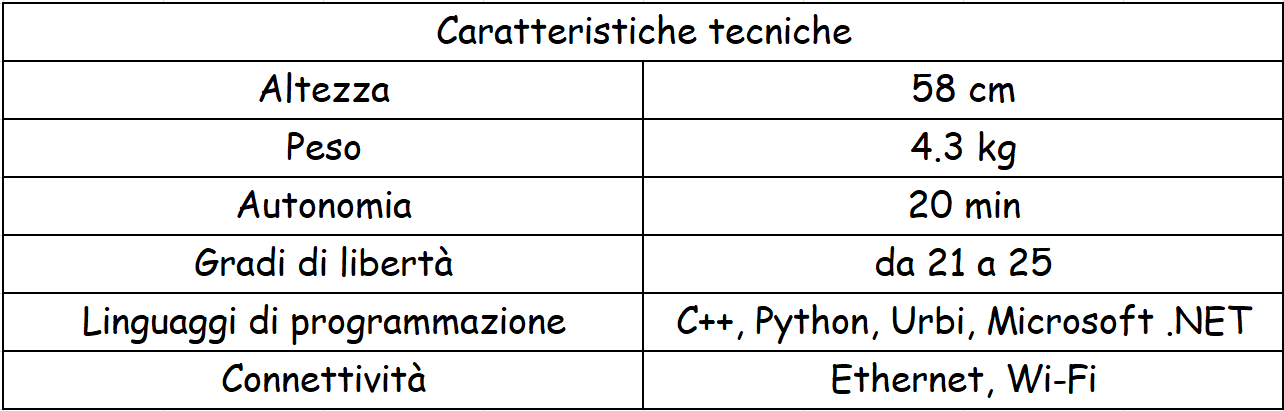 Caratteristiche tecniche
Altezza 58 cm
Peso 4.3 kg
Autonomia 20 min
Gradi di libertà da 21 a 25
Linguaggi di programmazione C++, Python, Urbi, Microsoft .NET
Connettività Ethernet, Wi-Fi